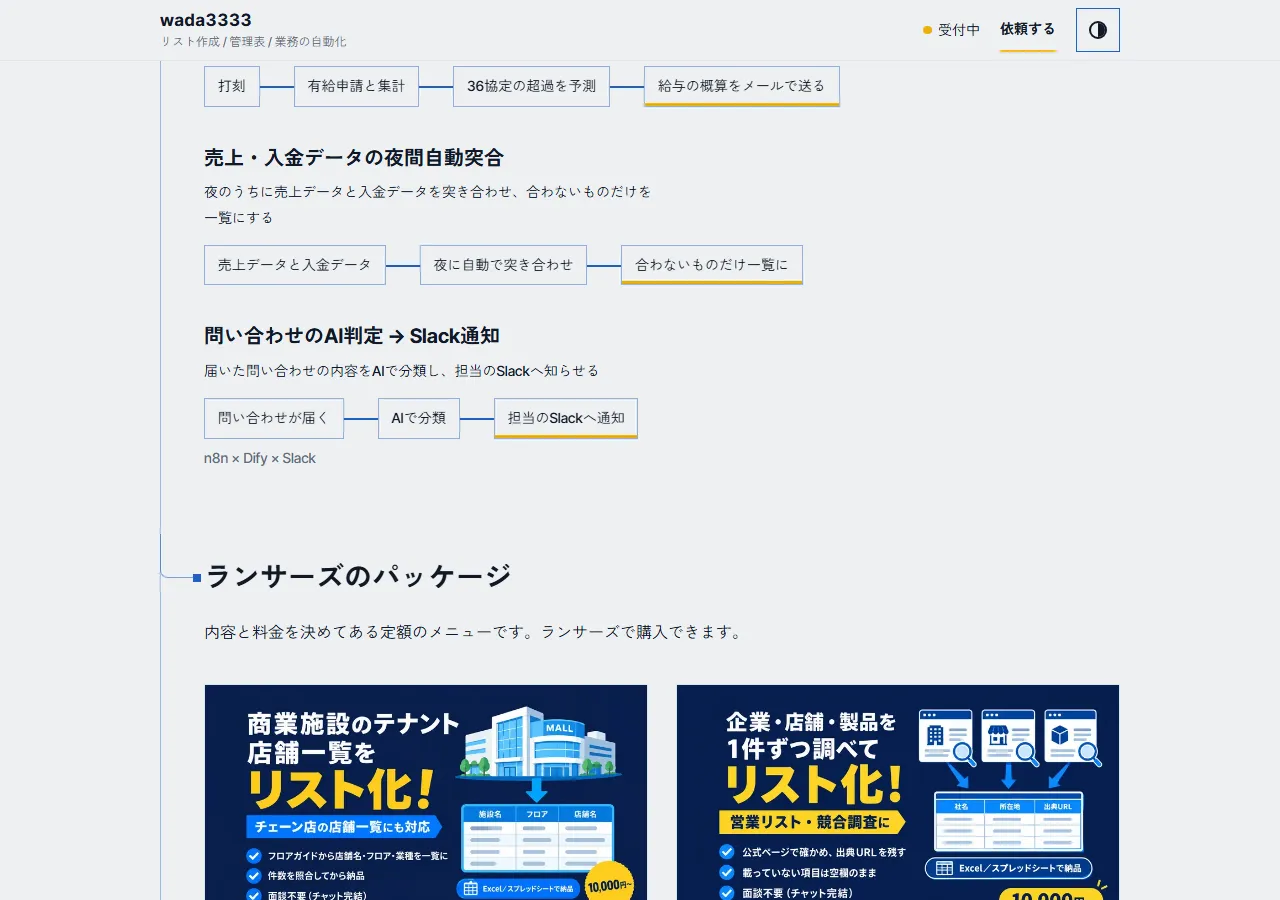 wada3333
リスト作成 / 管理表 / 業務の自動化
受付中
依頼する
打刻
有給申請と集計
36協定の超過を予測
給与の概算をメールで送る
売上・入金データの夜間自動突合
夜のうちに売上データと入金データを突き合わせ、合わないものだけを
一覧にする
売上データと入金データ
夜に自動で突き合わせ
合わないものだけ一覧に
問い合わせのAI判定 → Slack通知
届いた問い合わせの内容をAIで分類し、担当のSlackへ知らせる
問い合わせが届く
AIで分類
担当のSlackへ通知
n8n × Dify × Slack
ランサーズのパッケージ
内容と料金を決めてある定額のメニューです。ランサーズで購入できます。
商業施設のテナント
店舗一覧を
リスト化!
チェーン店の店舗一覧にも対応
フロアガイドから店舗名・フロア・業種を一覧に
件数を照合してから納品
面談不要(チャット完結)
MALL
施設名 フロア 店舗名
Excel/スプレッドシートで納品
10,000円~
企業・店舗・製品を
1件ずつ調べて
リスト化!
営業リスト・競合調査に
公式ページで確かめ、出典URLを残す
載っていない項目は空欄のまま
面談不要(チャット完結)
社名 所在地 出典URL
Excel/スプレッドシートで納品
10,000円